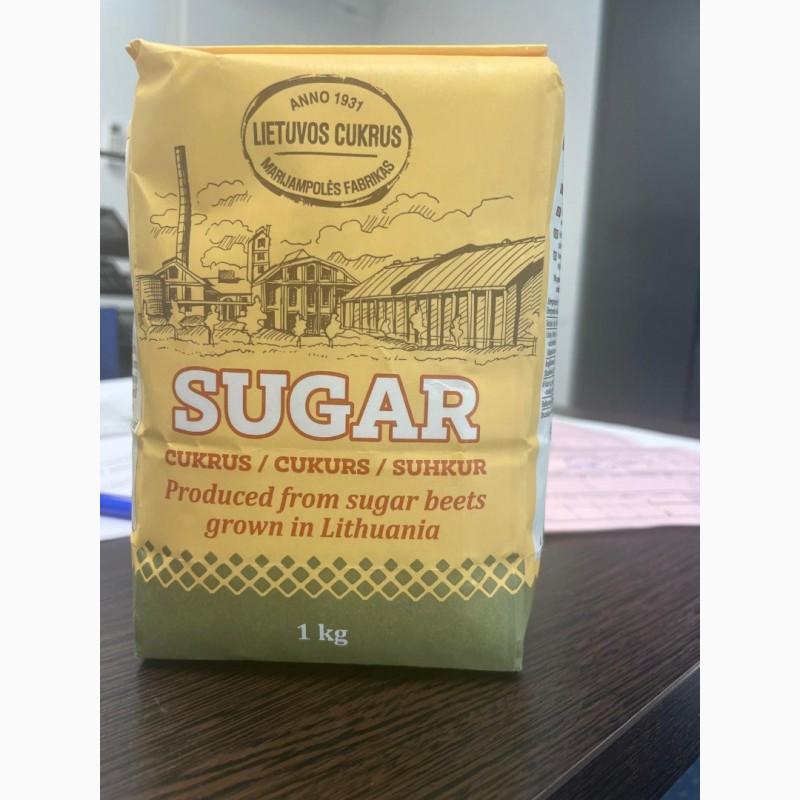 ANNO 1931
LIETUVOS CUKRUS
MARIJAMPOLĖS FABRIKAS
SUGAR
CUKRUS / CUKURS / SUHKUR
Produced from sugar beets
grown in Lithuania
1 kg